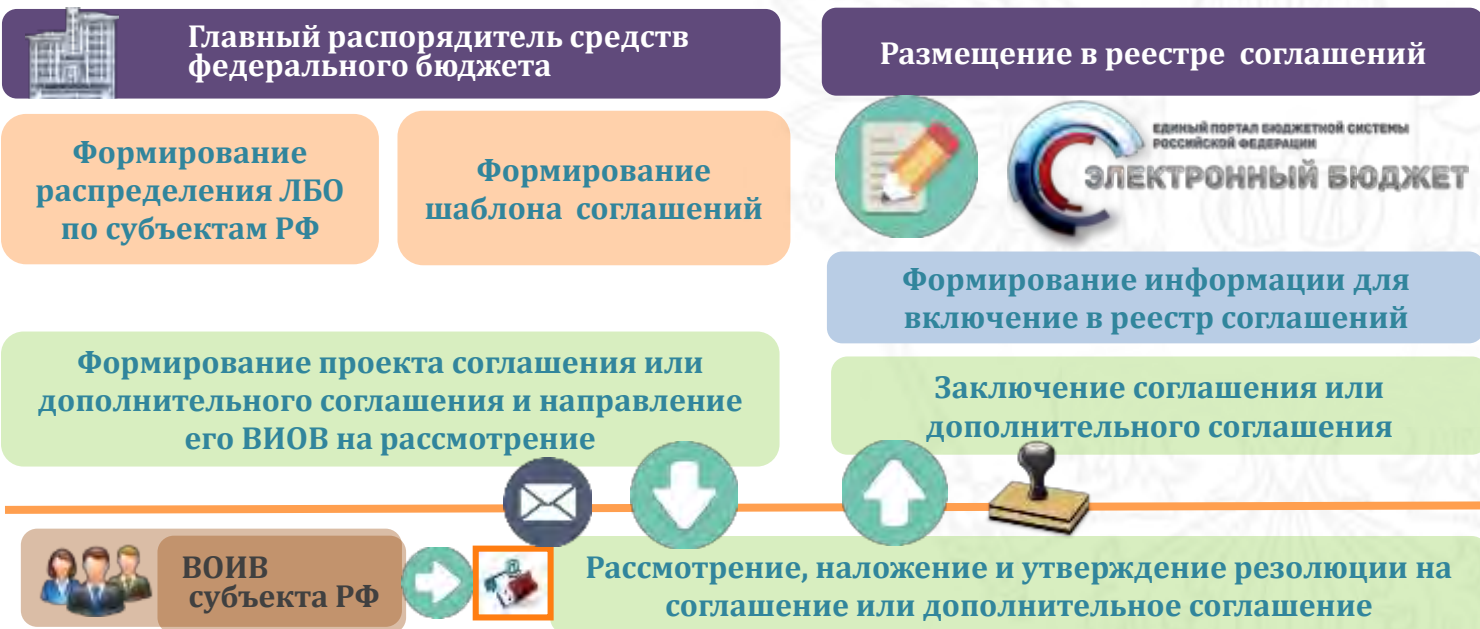 Главный распорядитель средств
федерального бюджета
Размещение в реестре соглашений
Формирование
распределения ЛБО
по субъектам РФ
Формирование
шаблона соглашений
ЕДИНЫЙ ПОРТАЛ БЮДЖЕТНОЙ СИСТЕМЫ
РОССИЙСКОЙ ФЕДЕРАЦИИ
ЭЛЕКТРОННЫЙ БЮДЖЕТ
Формирование информации для
включение в реестр соглашений
Формирование проекта соглашения или
дополнительного соглашения и направление
его ВИОВ на рассмотрение
Заключение соглашения или
дополнительного соглашения
ВОИВ
субъекта РФ
Рассмотрение, наложение и утверждение резолюции на
соглашение или дополнительное соглашение